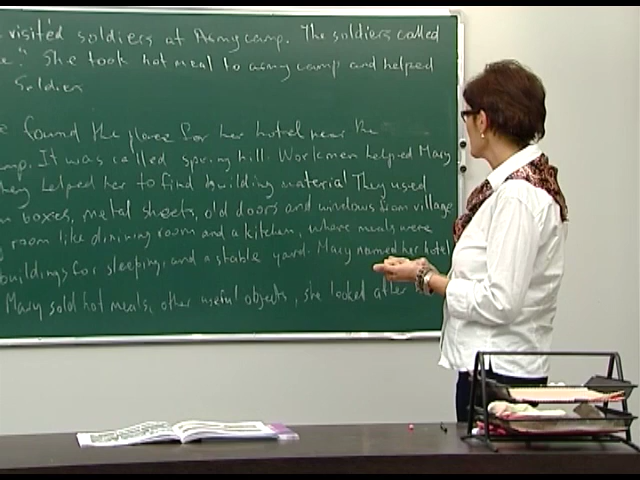 visited soldiers at Army camp. The soldiers called
e." She took hot meal to army camp and helped
Soldier
e found the place for her hotel near the
mp. It was called spring hill. Workmen helped Mary
hey helped her to find building material They used
n boxes, metal sheets, old doors and windows from village
g room like dinining room and a kitchen, where meals were
buildings for sleeping, and a stable yard. Mary named her hotel
Mary sold hot meals, other useful objects, she looked after